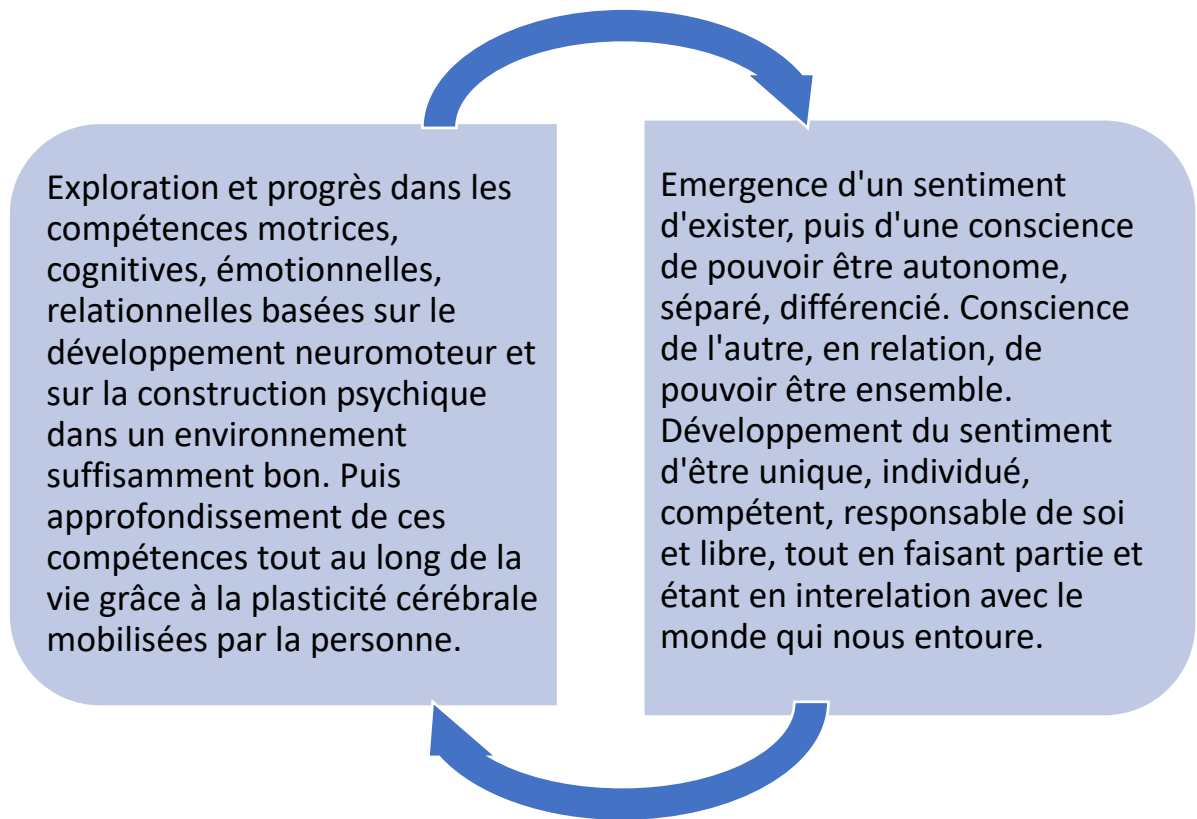 Exploration et progrès dans les
compétences motrices,
cognitives, émotionnelles,
relationnelles basées sur le
développement neuromoteur et
sur la construction psychique
dans un environnement
suffisamment bon. Puis
approfondissement de ces
compétences tout au long de la
vie grâce à la plasticité cérébrale
mobilisées par la personne.
Emergence d'un sentiment
d'exister, puis d'une conscience
de pouvoir être autonome,
séparé, différencié. Conscience
de l'autre, en relation, de
pouvoir être ensemble.
Développement du sentiment
d'être unique, individué,
compétent, responsable de soi
et libre, tout en faisant partie et
étant en interelation avec le
monde qui nous entoure.